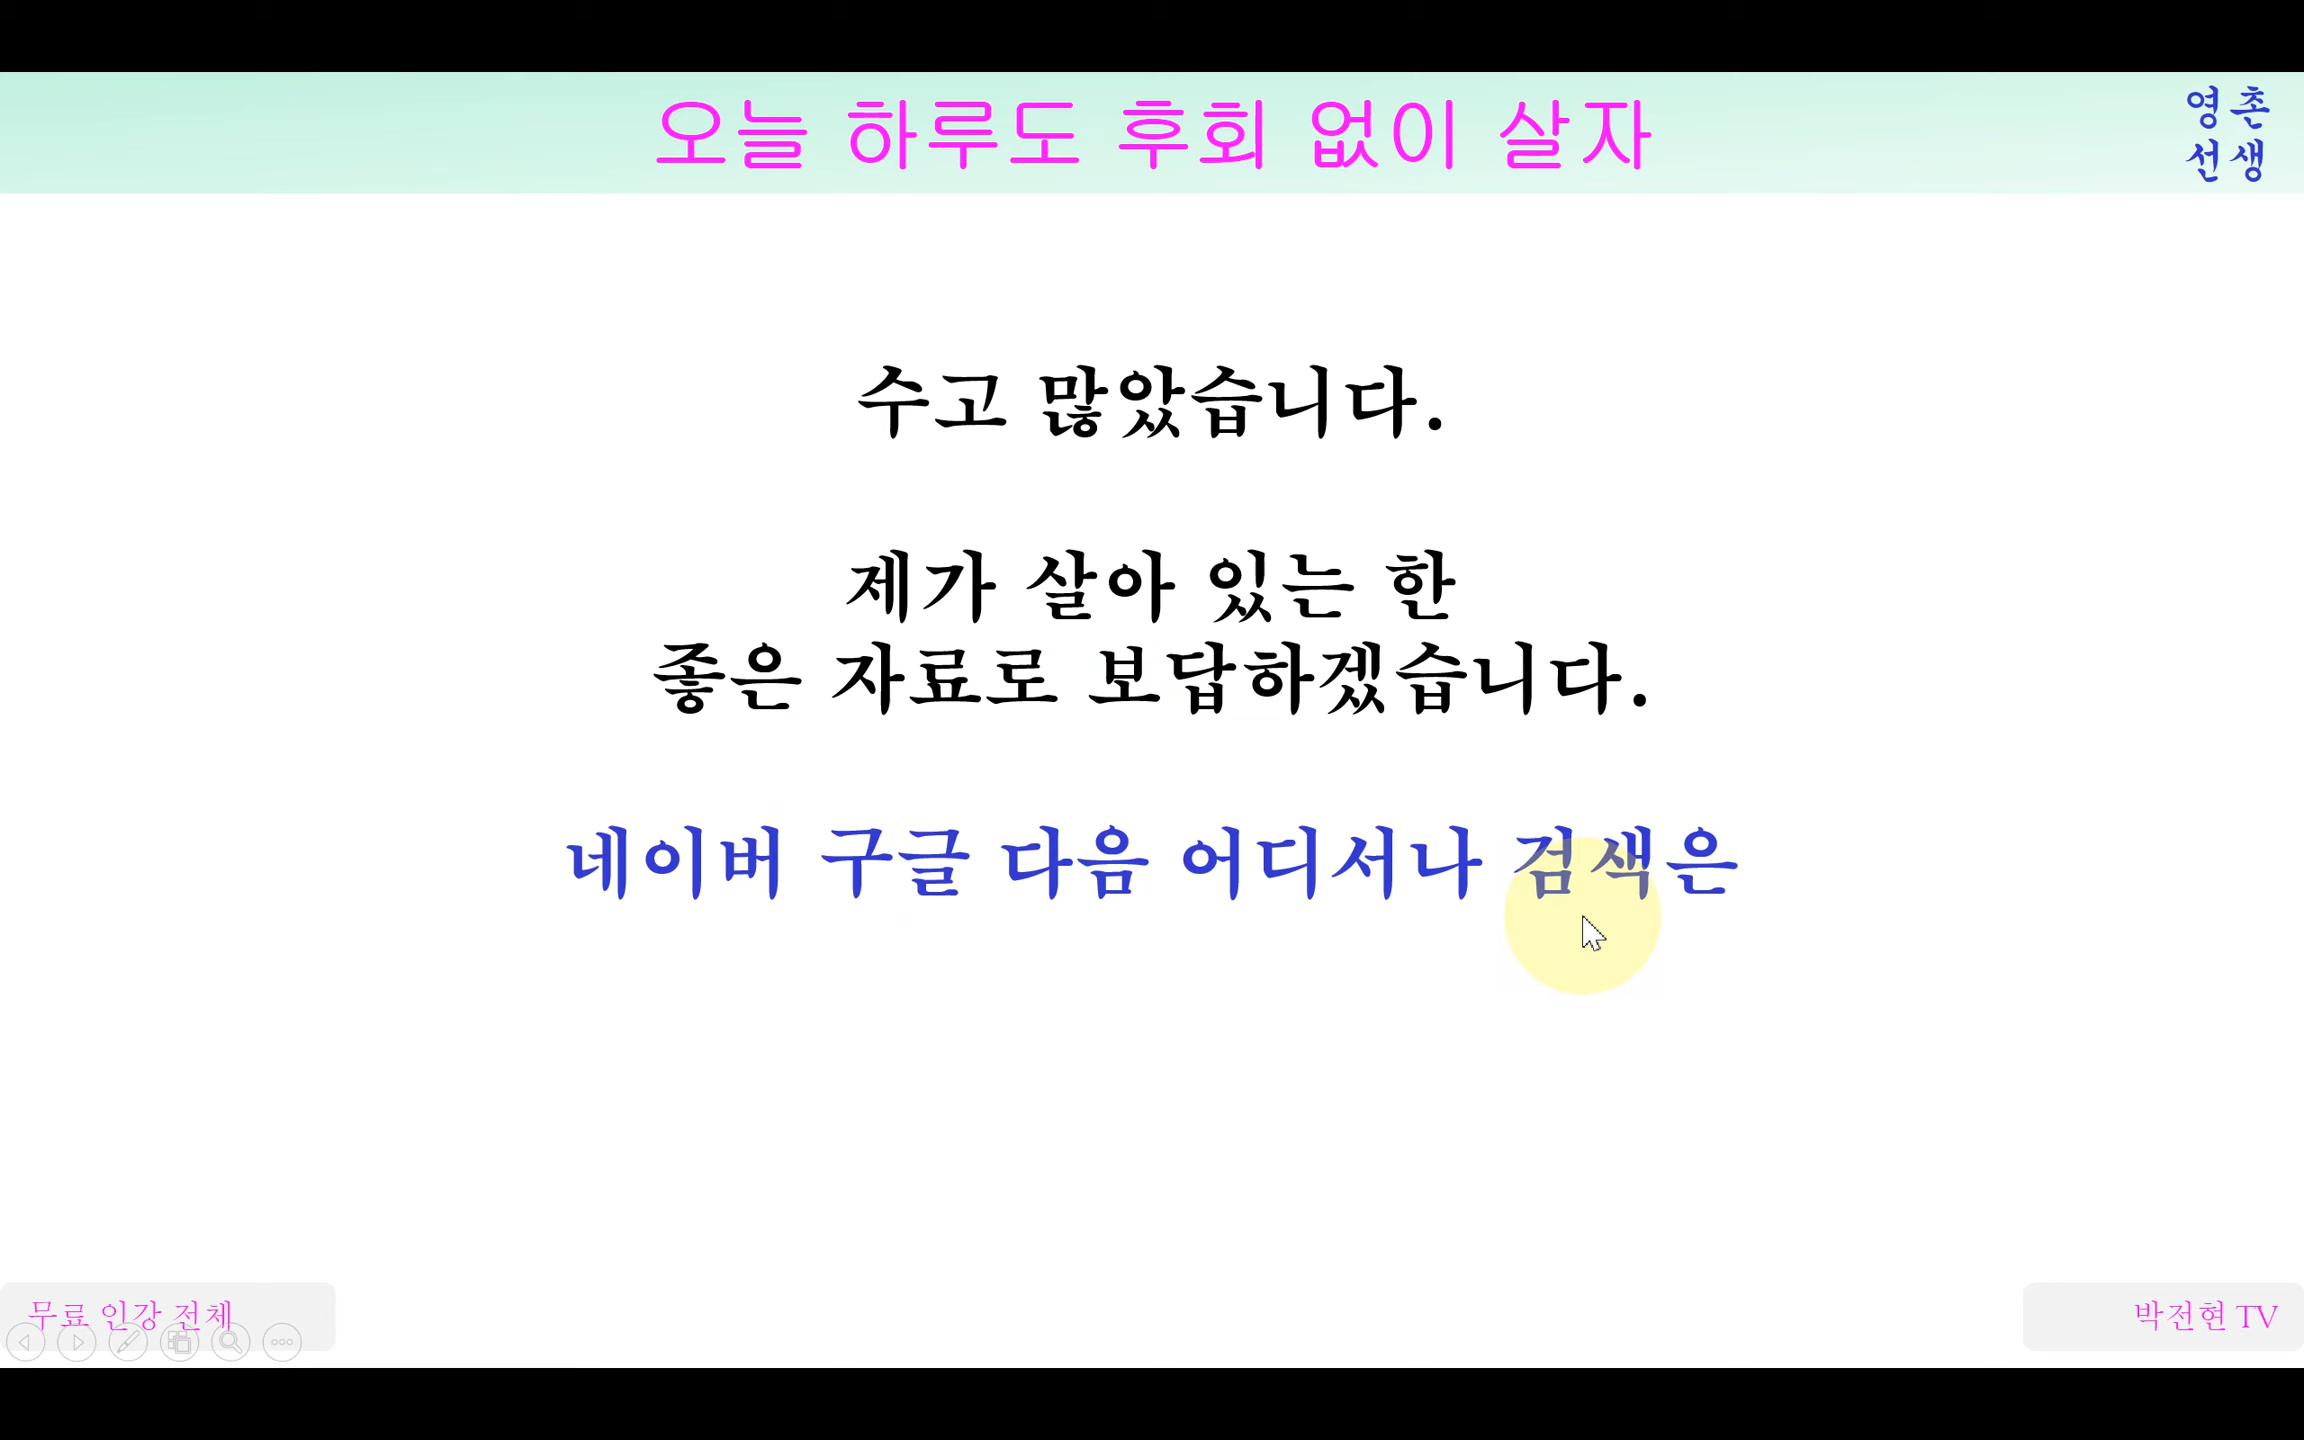 오늘 하루도 후회 없이 살자
영촌
선생
수고 많았습니다.
제가 살아 있는 한
좋은 자료로 보답하겠습니다.
네이버 구글 다음 어디서나 검색은
무료 인강 전체
박전현 TV